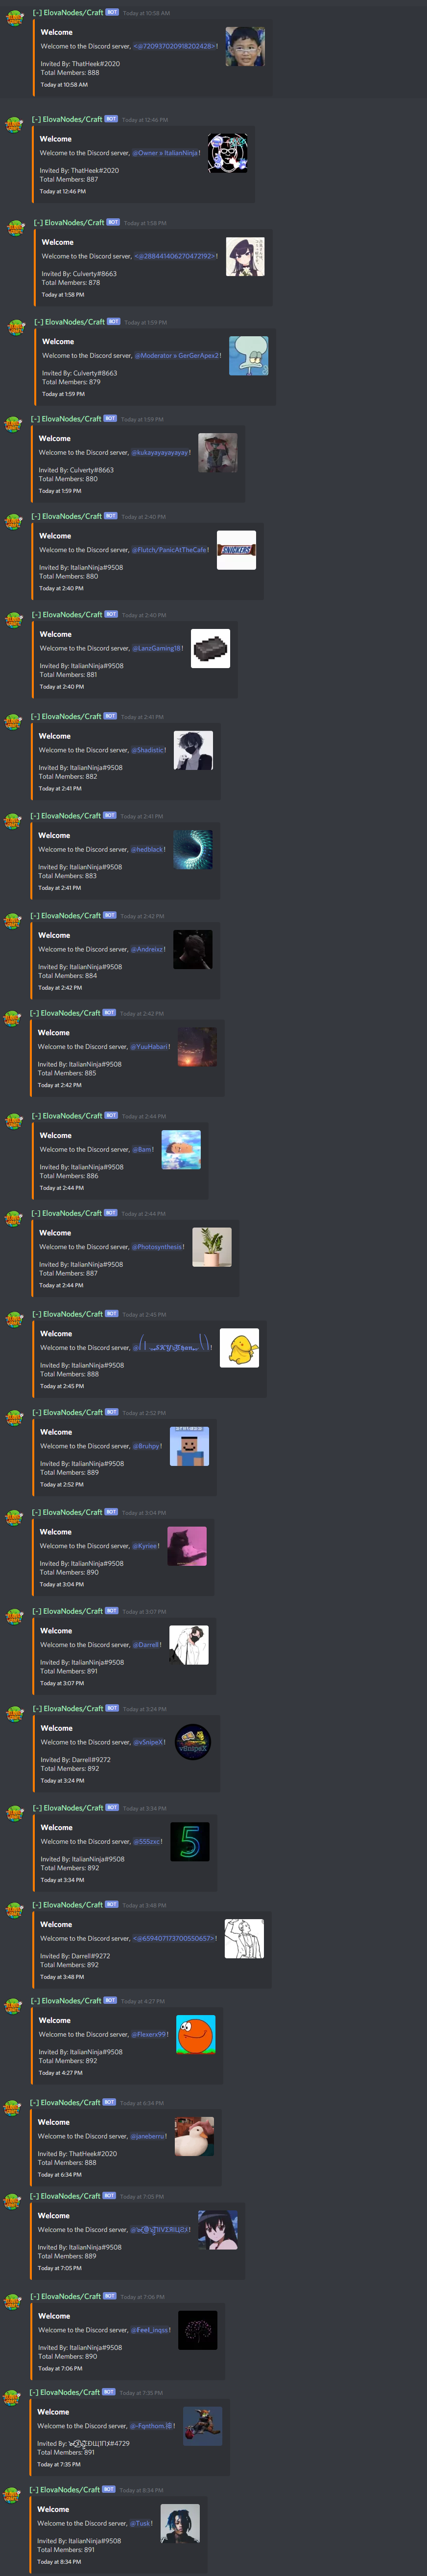 [-] ElovaNodes/Craft BOT Today at 10:58 AM
Welcome
Welcome to the Discord server, <@720937020918202428>!
Invited By: ThatHeek#2020
Total Members: 888
Today at 10:58 AM
[-] ElovaNodes/Craft BOT Today at 12:46 PM
Welcome
Welcome to the Discord server, @Owner x ItalianNinja!
Invited By: ThatHeek#2020
Total Members: 887
Today at 12:46 PM
[-] ElovaNodes/Craft BOT Today at 1:58 PM
Welcome
Welcome to the Discord server, <@288441406270472192>!
Invited By: Culverty#8663
Total Members: 878
Today at 1:58 PM
[-] ElovaNodes/Craft BOT Today at 1:59 PM
Welcome
Welcome to the Discord server, @Moderator x GerGerApex2!
Invited By: Culverty#8663
Total Members: 879
Today at 1:59 PM
[-] ElovaNodes/Craft BOT Today at 1:59 PM
Welcome
Welcome to the Discord server, @kukayayayayayay!
Invited By: Culverty#8663
Total Members: 880
Today at 1:59 PM
[-] ElovaNodes/Craft BOT Today at 2:40 PM
Welcome
Welcome to the Discord server, @Flutch/PanicAtTheCafe!
SNICKERS
Invited By: ItalianNinja#9508
Total Members: 880
Today at 2:40 PM
[-] ElovaNodes/Craft BOT Today at 2:40 PM
Welcome
Welcome to the Discord server, @LanzGaming18!
Invited By: ItalianNinja#9508
Total Members: 881
Today at 2:40 PM
[-] ElovaNodes/Craft BOT Today at 2:41 PM
Welcome
Welcome to the Discord server, @Shadistic!
Invited By: ItalianNinja#9508
Total Members: 882
Today at 2:41 PM
[-] ElovaNodes/Craft BOT Today at 2:41 PM
Welcome
Welcome to the Discord server, @hedblock!
Invited By: ItalianNinja#9508
Total Members: 883
Today at 2:41 PM
[-] ElovaNodes/Craft BOT Today at 2:42 PM
Welcome
Welcome to the Discord server, @Andreixz!
Invited By: ItalianNinja#9508
Total Members: 884
Today at 2:42 PM
[-] ElovaNodes/Craft BOT Today at 2:42 PM
Welcome
Welcome to the Discord server, @YuuHabari!
Invited By: ItalianNinja#9508
Total Members: 885
Today at 2:42 PM
[-] ElovaNodes/Craft BOT Today at 2:44 PM
Welcome
Welcome to the Discord server, @Bam!
Invited By: ItalianNinja#9508
Total Members: 886
Today at 2:44 PM
[-] ElovaNodes/Craft BOT Today at 2:44 PM
Welcome
Welcome to the Discord server, @Photosynthesis!
Invited By: ItalianNinja#9508
Total Members: 887
Today at 2:44 PM
[-] ElovaNodes/Craft BOT Today at 2:45 PM
Welcome
Welcome to the Discord server,
Invited By: ItalianNinja#9508
Total Members: 888
Today at 2:45 PM
[-] ElovaNodes/Craft BOT Today at 2:52 PM
Welcome
Welcome to the Discord server, @Bruhpy!
Invited By: ItalianNinja#9508
Total Members: 889
Today at 2:52 PM
[-] ElovaNodes/Craft BOT Today at 3:04 PM
Welcome
Welcome to the Discord server, @Kyriee!
Invited By: ItalianNinja#9508
Total Members: 890
Today at 3:04 PM
[-] ElovaNodes/Craft BOT Today at 3:07 PM
Welcome
Welcome to the Discord server, @Darrell!
Invited By: ItalianNinja#9508
Total Members: 891
Today at 3:07 PM
[-] ElovaNodes/Craft BOT Today at 3:24 PM
Welcome
Welcome to the Discord server, @vSnipeX!
Invited By: Darrell#9272
Total Members: 892
Today at 3:24 PM
[-] ElovaNodes/Craft BOT Today at 3:34 PM
Welcome
Welcome to the Discord server, @555zxc!
5
Invited By: ItalianNinja#9508
Total Members: 892
Today at 3:34 PM
[-] ElovaNodes/Craft BOT Today at 3:48 PM
Welcome
Welcome to the Discord server, <@659407173700550657>!
Invited By: Darrell#9272
Total Members: 892
Today at 3:48 PM
[-] ElovaNodes/Craft BOT Today at 4:27 PM
Welcome
Welcome to the Discord server, @Flexerx99!
Invited By: ItalianNinja#9508
Total Members: 892
Today at 4:27 PM
[-] ElovaNodes/Craft BOT Today at 6:34 PM
Welcome
Welcome to the Discord server, @janeberru!
Invited By: ThatHeek#2020
Total Members: 888
Today at 6:34 PM
[-] ElovaNodes/Craft BOT Today at 7:05 PM
Welcome
Welcome to the Discord server,
Invited By: ItalianNinja#9508
Total Members: 889
Today at 7:05 PM
[-] ElovaNodes/Craft BOT Today at 7:06 PM
Welcome
Welcome to the Discord server, @Feel_inqss!
Invited By: ItalianNinja#9508
Total Members: 890
Today at 7:06 PM
[-] ElovaNodes/Craft BOT Today at 7:35 PM
Welcome
Welcome to the Discord server,
Invited By:
Total Members: 891
Today at 7:35 PM
[-] ElovaNodes/Craft BOT Today at 8:34 PM
Welcome
Welcome to the Discord server, @Tusk!
Invited By: ItalianNinja#9508
Total Members: 891
Today at 8:34 PM